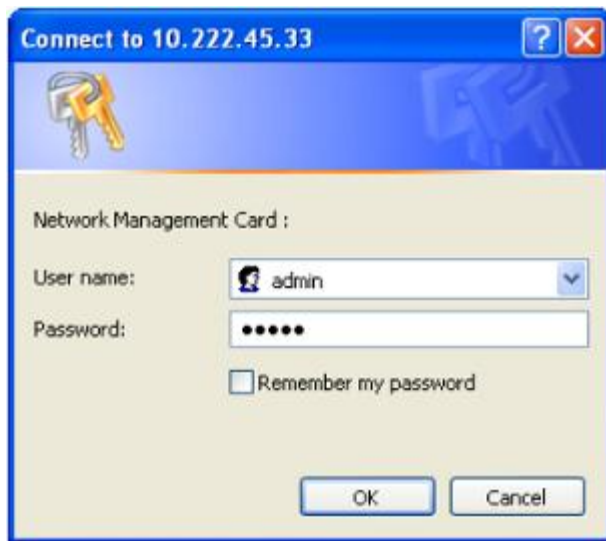 Connect to 10.222.45.33
Network Management Card :
User name:
admin
Password:
●●●●●
Remember my password
OK
Cancel